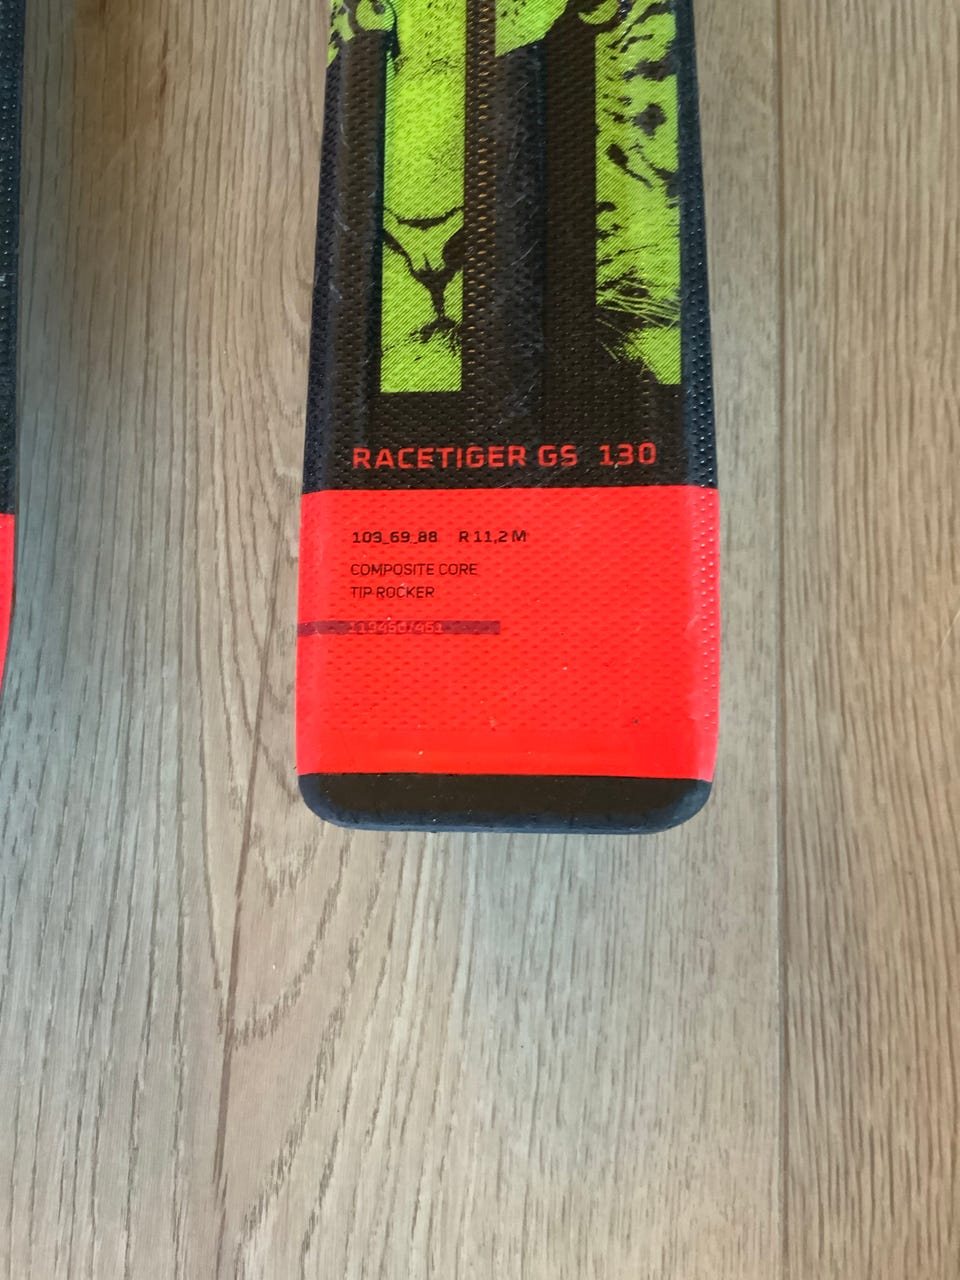 RACETIGER GS 130
103_69_88 R 11,2 M
COMPOSITE CORE
TIP ROCKER